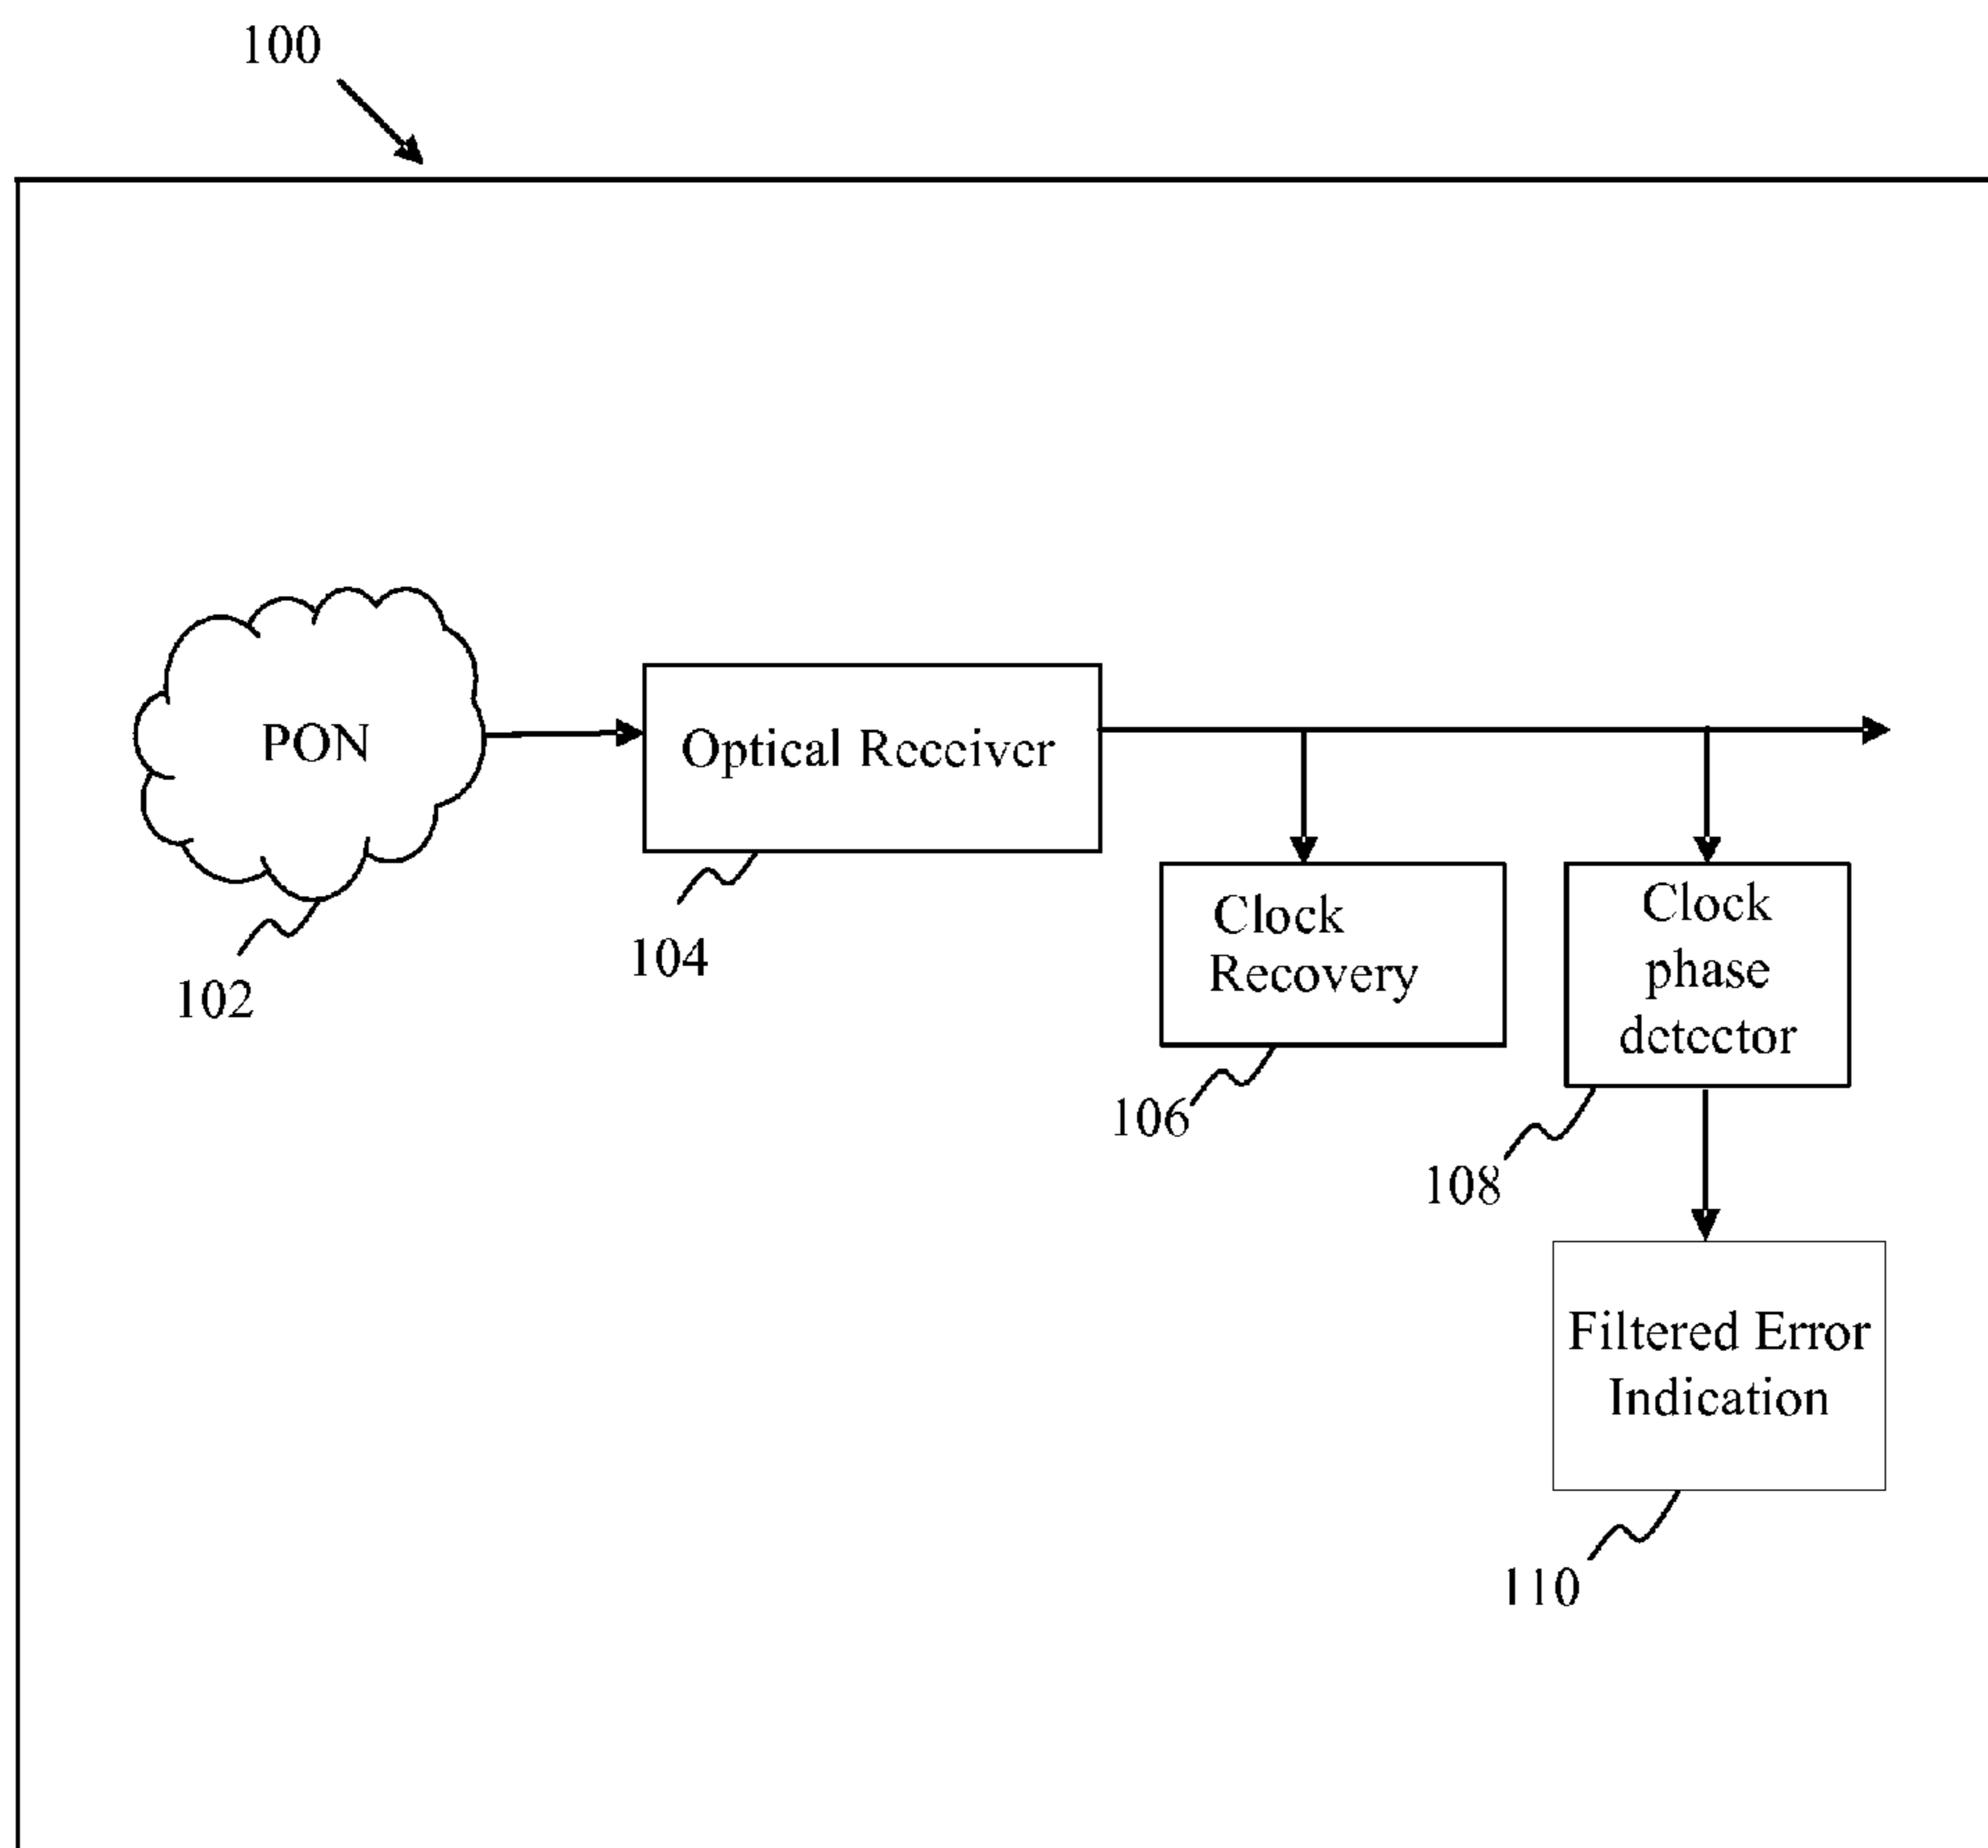 100
PON
Optical Receiver
Clock
Recovery
Clock
phase
detector
102
104
106
108
Filtered Error
Indication
110